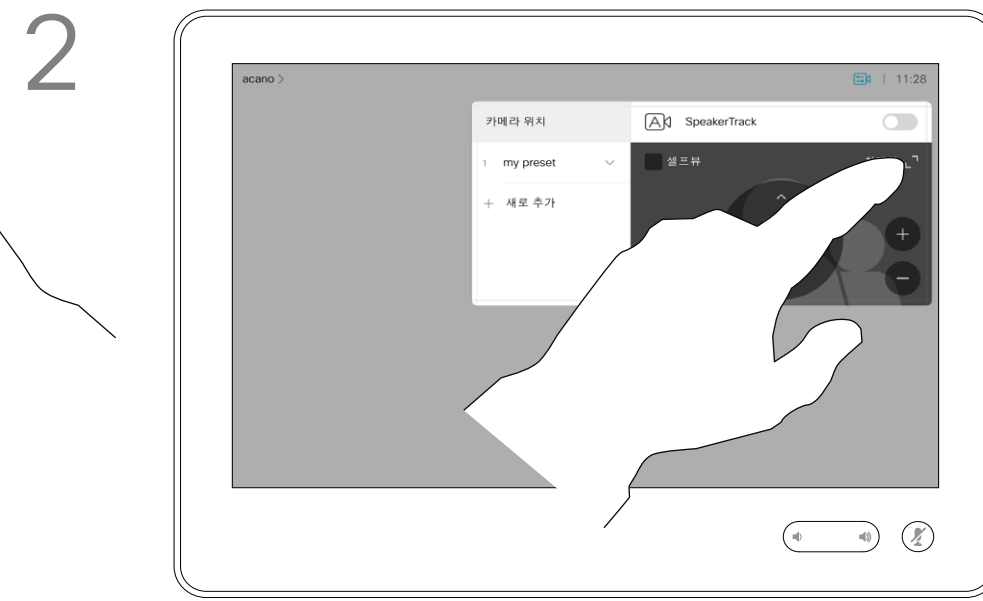 2
acano >
11:28
카메라 위치
SpeakerTrack
1 my preset
셀프뷰
+ 새로 추가